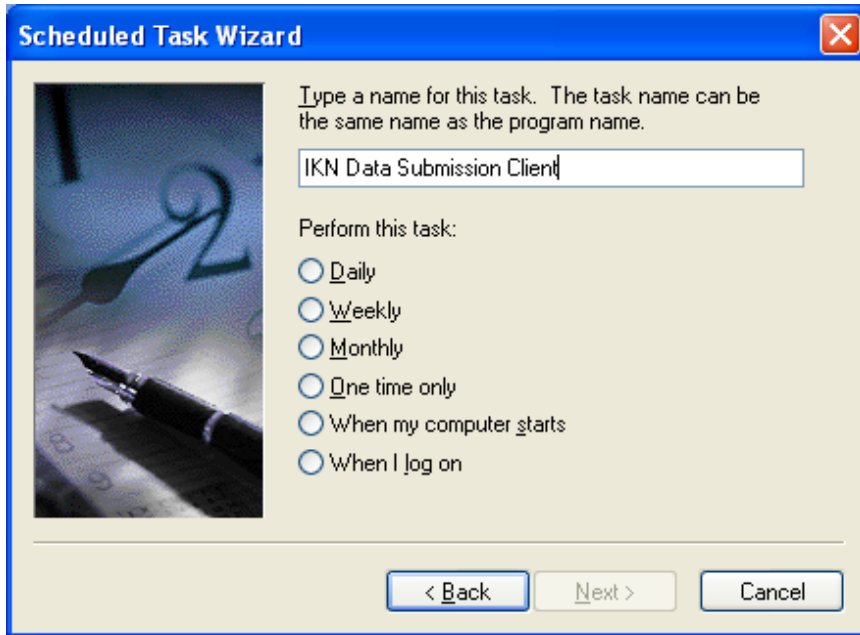 Scheduled Task Wizard
Type a name for this task. The task name can be
the same name as the program name.
IKN Data Submission Client
Perform this task:
Daily
Weekly
Monthly
One time only
When my computer starts
When I log on
2
< Back
Next >
Cancel